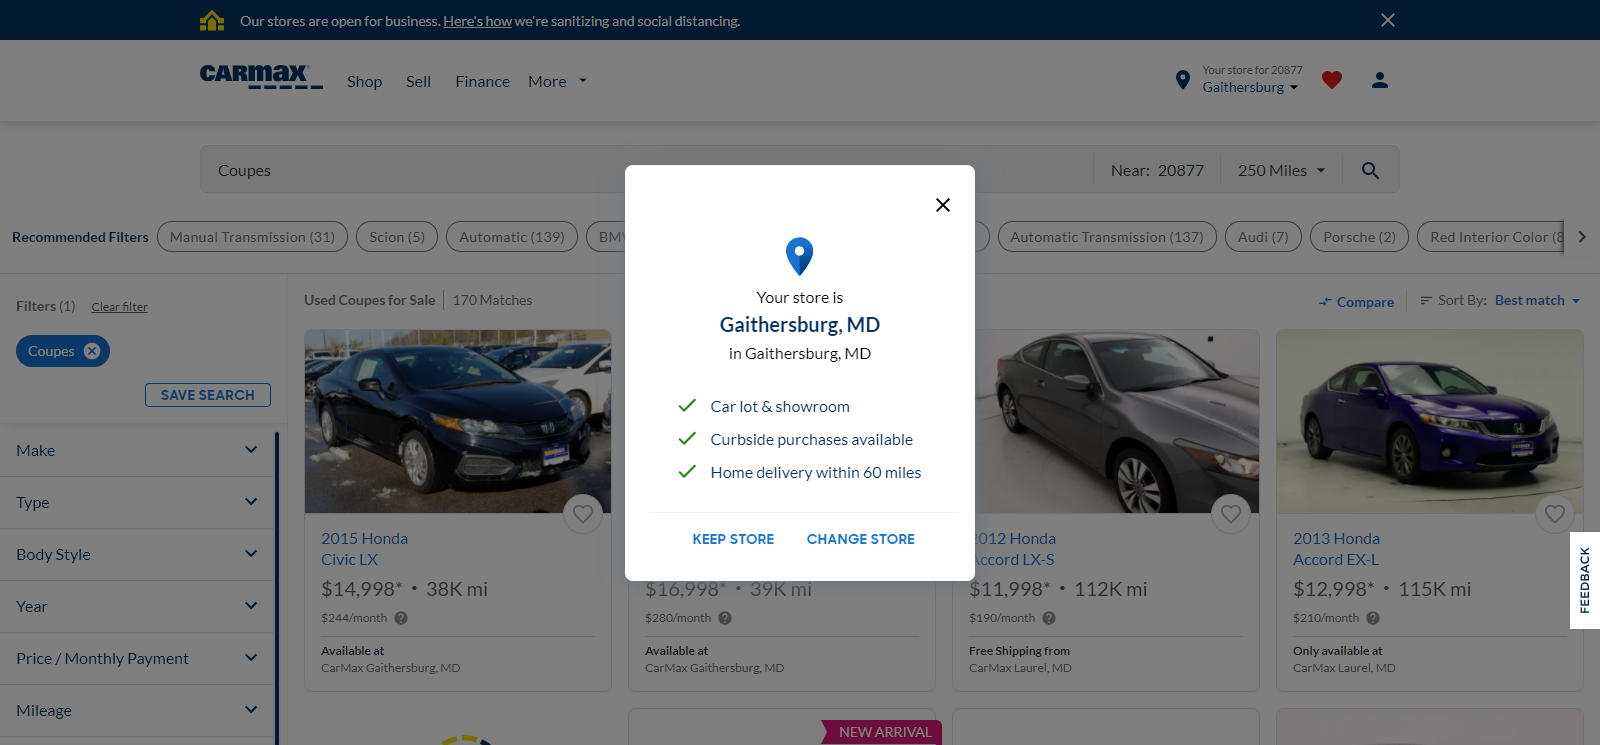 Our stores are open for business. Here's how we're sanitizing and social distancing.
CARMAX
Shop Sell Finance More
Your store for 20877
Gaithersburg
Coupes
Near: 20877
250 Miles
Recommended Filters
Manual Transmission (31)
Scion (5)
Automatic (139)
Automatic Transmission (137)
Audi (7)
Porsche (2)
Red Interior Color (8
Filters (1)
Clear filter
Coupes
SAVE SEARCH
Make
Type
Body Style
Year
Price / Monthly Payment
Mileage
Used Coupes for Sale
170 Matches
Compare
Sort By: Best match
Your store is
Gaithersburg, MD
in Gaithersburg, MD
Car lot & showroom
Curbside purchases available
Home delivery within 60 miles
KEEP STORE
CHANGE STORE
2015 Honda
Civic LX
$14,998* • 38K mi
$244/month
Available at
CarMax Gaithersburg, MD
$16,998* • 39K mi
$280/month
Available at
CarMax Gaithersburg, MD
2012 Honda
Accord LX-S
$11,998* • 112K mi
$190/month
Free Shipping from
CarMax Laurel, MD
2013 Honda
Accord EX-L
$12,998* • 115K mi
$210/month
Only available at
CarMax Laurel, MD
NEW ARRIVAL
FEEDBACK